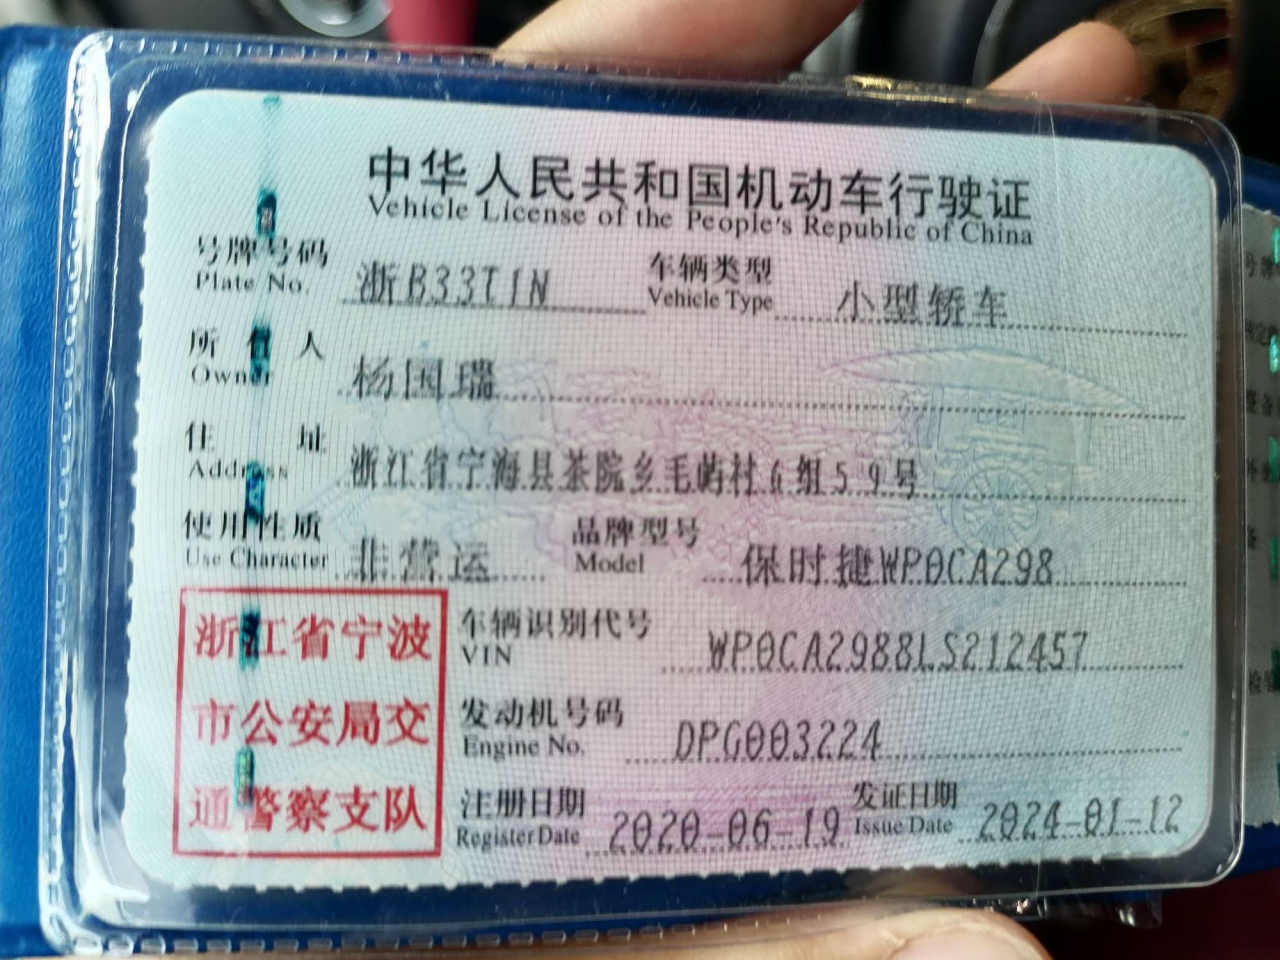 中华人民共和国机动车行驶证
Vehicle License of the People's Republic of China
号牌号码 浙B33T1N 车辆类型 小型轿车
Plate No. Vehicle Type
所有人 杨国瑞
Owner
住址 浙江省宁海县茶院乡毛屿村6组59号
Address
使用性质 非营运 品牌型号 保时捷WP0CA298
Use Character Model
浙江省宁波
市公安局交
通警察支队
车辆识别代号 WP0CA2988LS212457
VIN
发动机号码 DPG003224
Engine No.
注册日期 2020-06-19 发证日期 2024-01-12
Register Date Issue Date